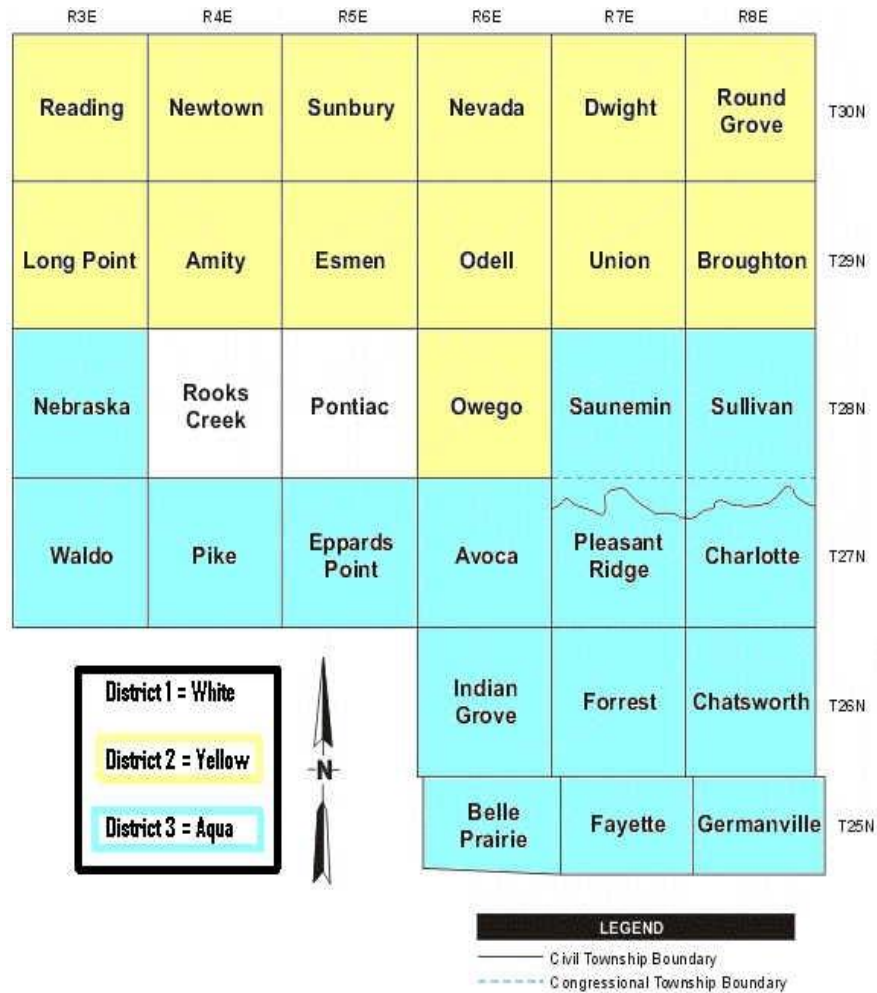 R3E R4E R5E R6E R7E R8E
Reading Newtown Sunbury Nevada Dwight Round
Grove
T30N
Long Point Amity Esmen Odell Union Broughton T29N
Nebraska Rooks
Creek
Pontiac Owego Saunemin Sullivan T28N
Waldo Pike Eppards
Point
Avoca Pleasant
Ridge
Charlotte T27N
Indian
Grove
Forrest Chatsworth T26N
Belle
Prairie
Fayette Germanville T25N
District 1 = White
District 2 = Yellow
District 3 = Aqua
N
LEGEND
Civil Township Boundary
Congressional Township Boundary